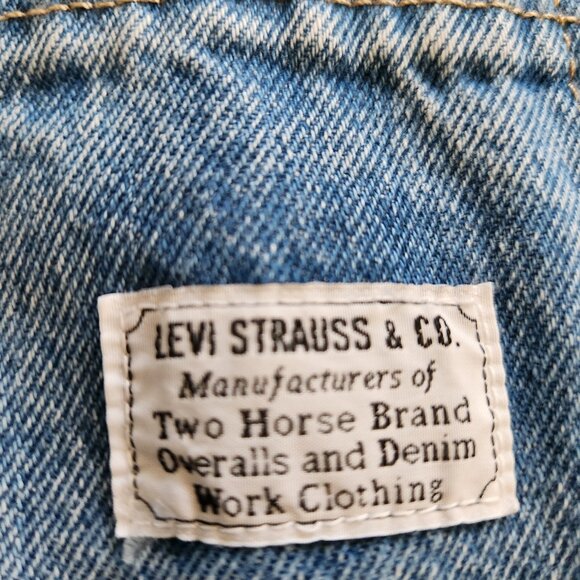 LEVI STRAUSS & CO.
Manufacturers of
Two Horse Brand
Overalls and Denim
Work Clothing